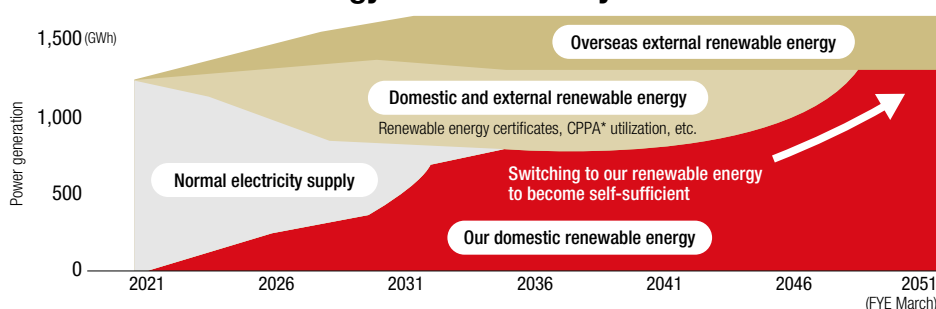 1,500 (GWh)
Overseas external renewable energy
Domestic and external renewable energy
1,000
Renewable energy certificates, CPPA* utilization, etc.
Power generation
Normal electricity supply
Switching to our renewable energy
to become self-sufficient
500
Our domestic renewable energy
0
2021 2026 2031 2036 2041 2046 2051
(FYE March)